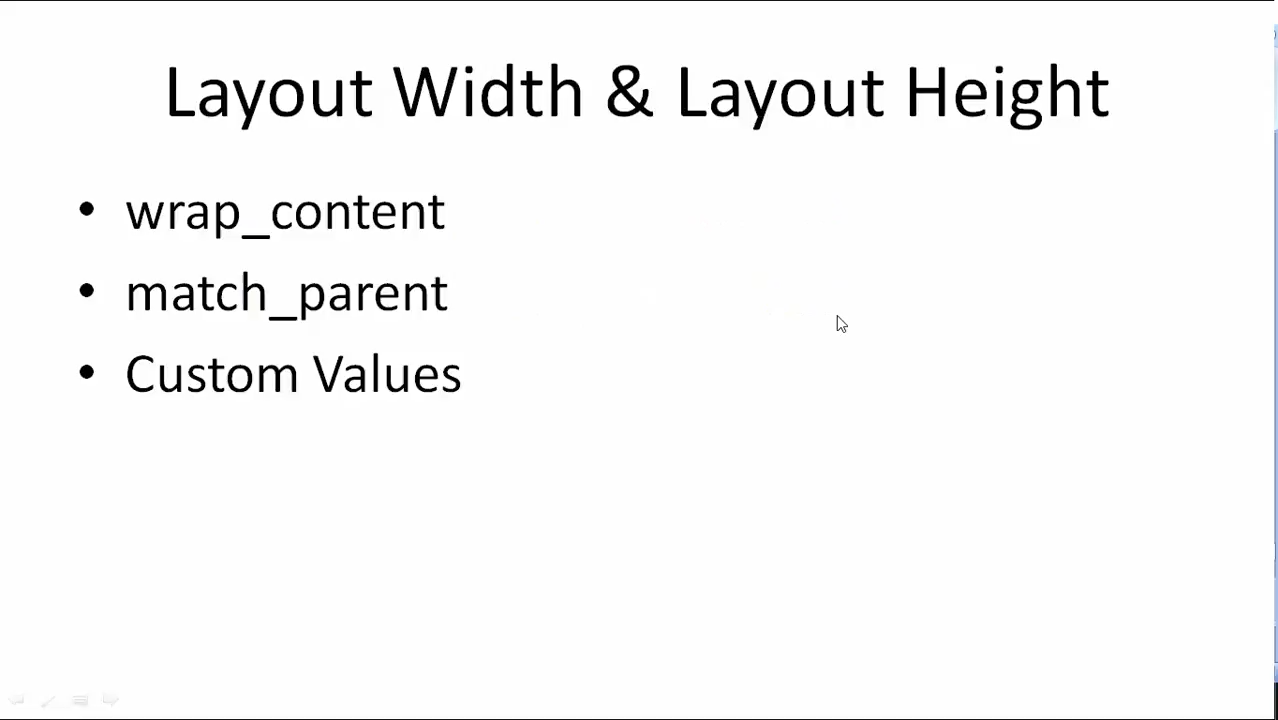 Layout Width & Layout Height
• wrap_content
• match_parent
• Custom Values